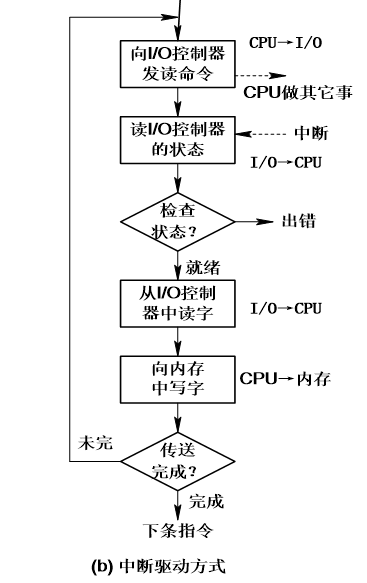 CPU→I/O
向I/O控制器
发读命令
CPU做其它事
读I/O控制器
的状态
中断
I/O→CPU
检查
状态？
出错
就绪
从I/O控制
器中读字
I/O→CPU
向内存
中写字
CPU→内存
传送
完成？
未完
完成
下条指令
(b) 中断驱动方式